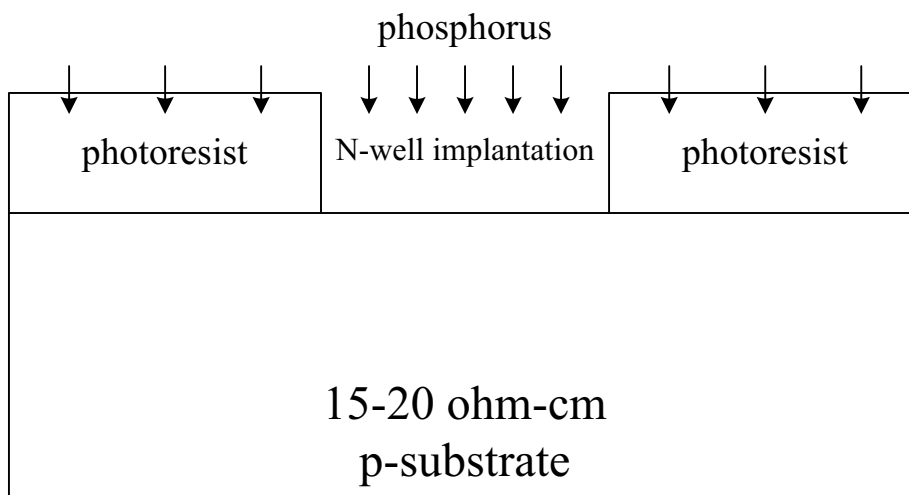 phosphorus
photoresist
N-well implantation
photoresist
15-20 ohm-cm
p-substrate